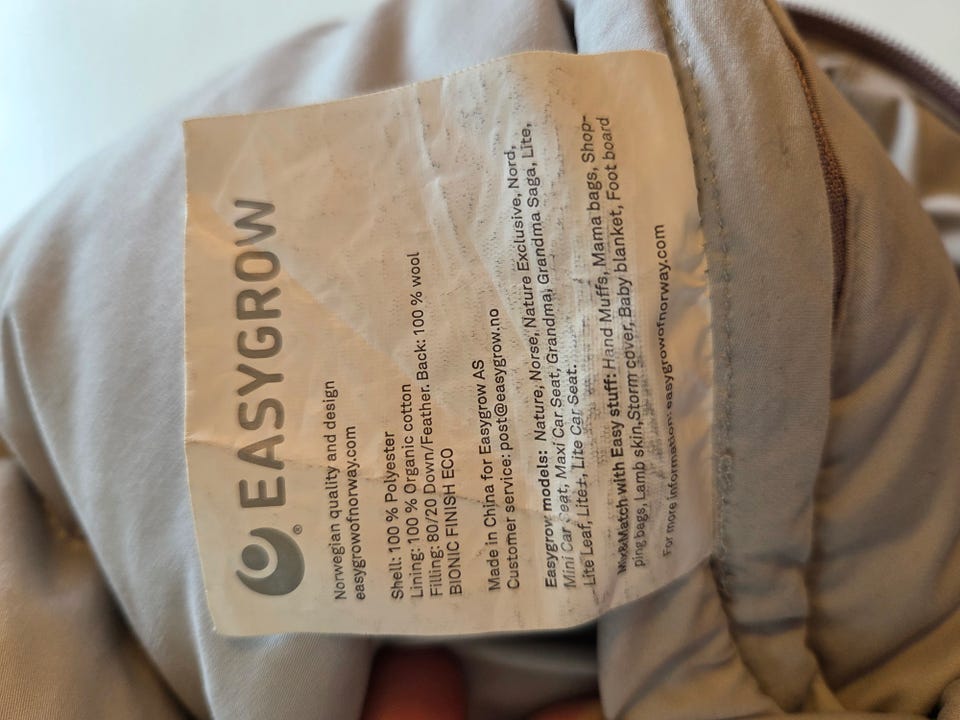 EASYGROW
®
Norwegian quality and design
easygrowofnorway.com
Shell: 100 % Polyester
Lining: 100 % Organic cotton
Filling: 80/20 Down/Feather. Back: 100 % wool
BIONIC FINISH ECO
Made in China for Easygrow AS
Customer service: post@easygrow.no
Easygrow models: Nature, Norse, Nature Exclusive, Nord,
Mini Car Seat, Maxi Car Seat, Grandma, Grandma Saga, Lite,
Lite Leaf, Lite+, Lite Car Seat.
Mix&Match with Easy stuff: Hand Muffs, Mama bags, Shop-
ping bags, Lamb skin,Storm cover, Baby blanket, Foot board
For more information: easygrowofnorway.com